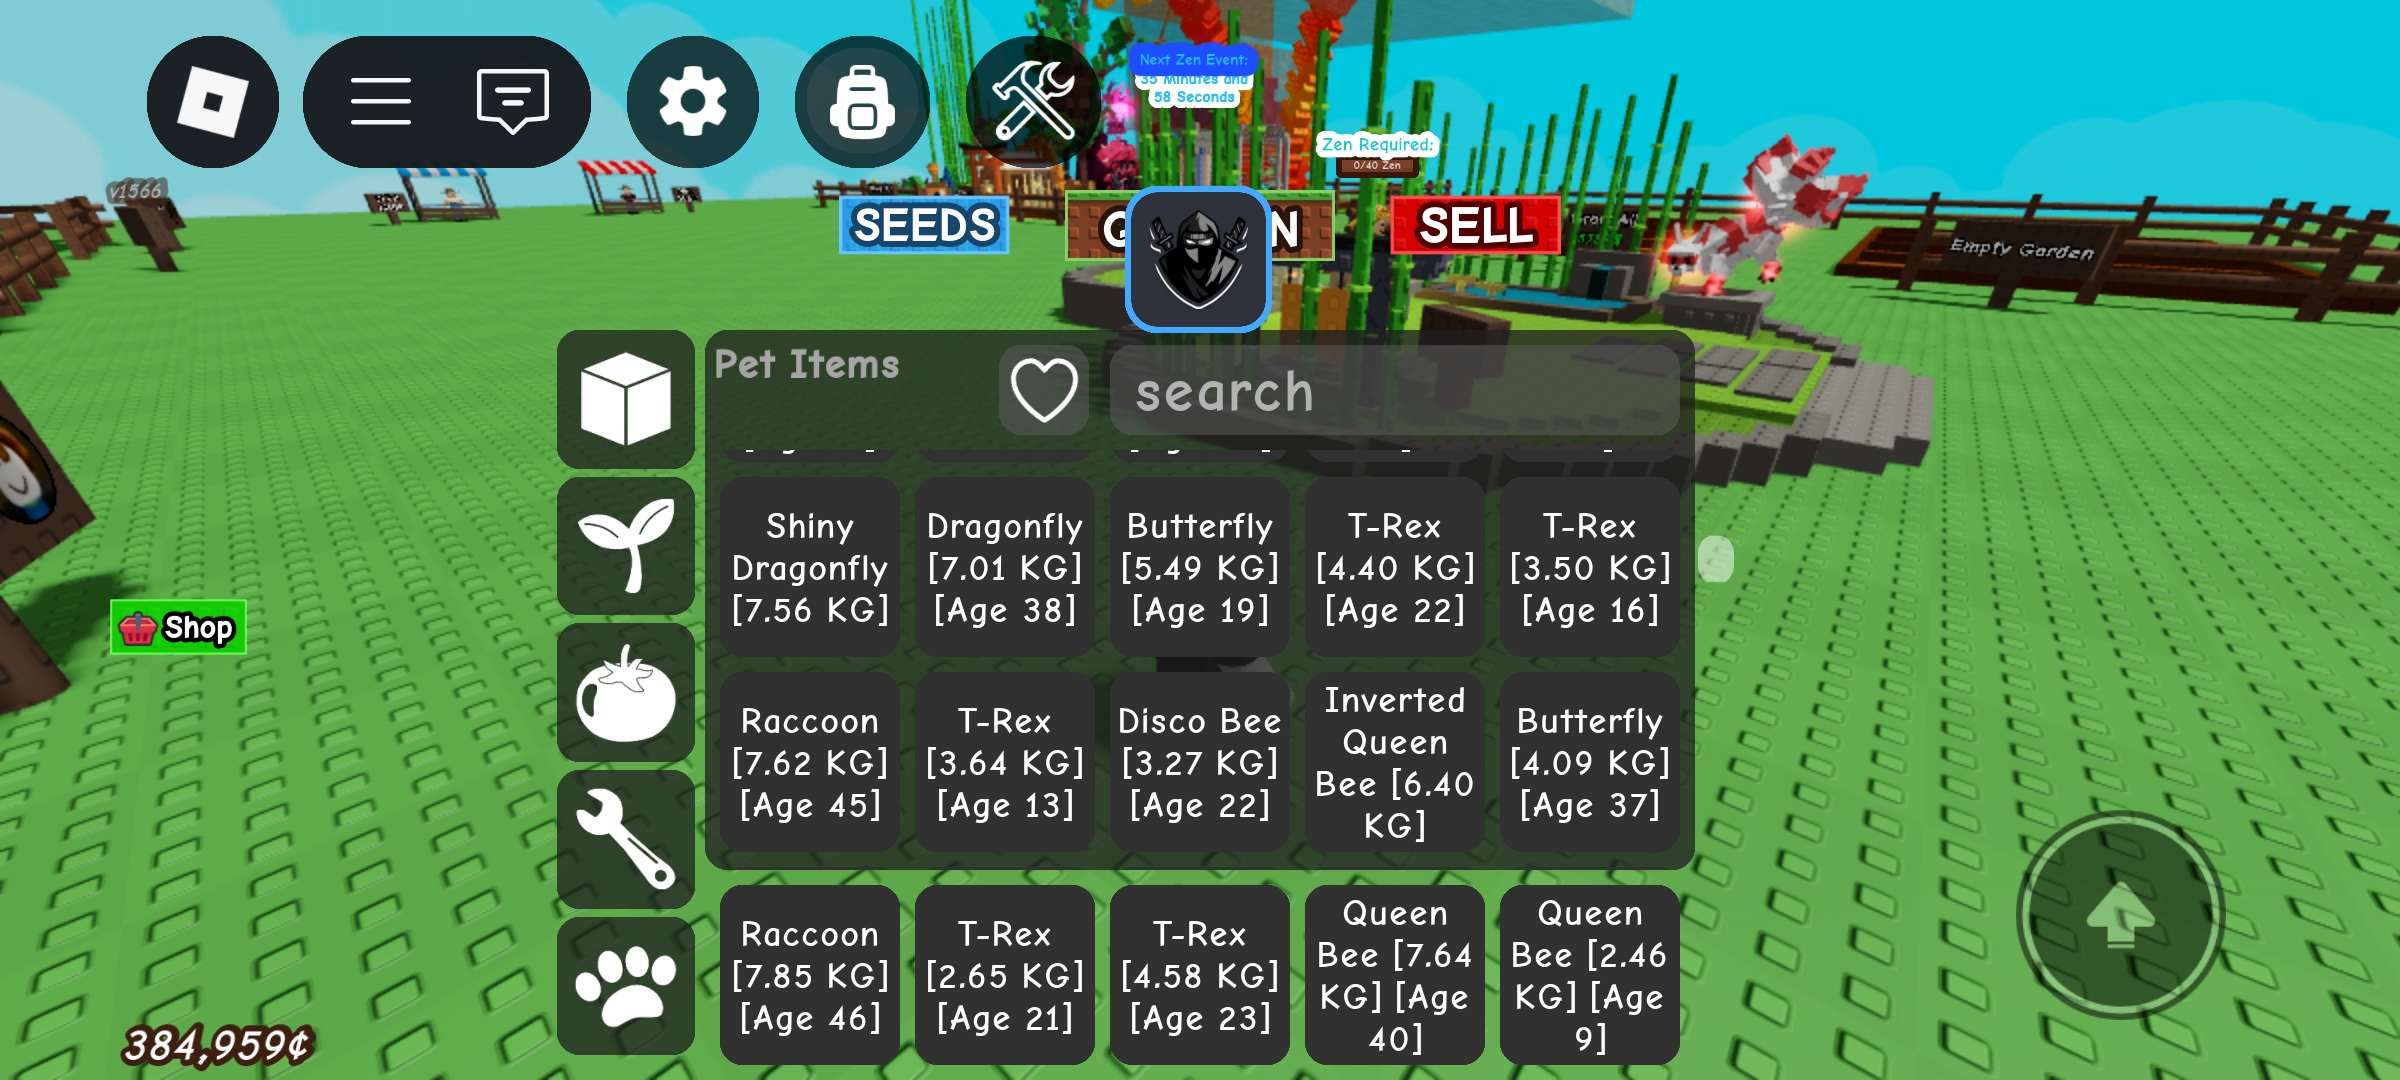 Next Zen Event:
35 Minutes and
58 Seconds
Zen Required:
0/40 Zen
v1566
SEEDS
SELL
Empty Garden
Pet Items
search
Shiny
Dragonfly
[7.56 KG]
Dragonfly
[7.01 KG]
[Age 38]
Butterfly
[5.49 KG]
[Age 19]
T-Rex
[4.40 KG]
[Age 22]
T-Rex
[3.50 KG]
[Age 16]
Shop
Raccoon
[7.62 KG]
[Age 45]
T-Rex
[3.64 KG]
[Age 13]
Disco Bee
[3.27 KG]
[Age 22]
Inverted
Queen
Bee [6.40
KG]
Butterfly
[4.09 KG]
[Age 37]
Raccoon
[7.85 KG]
[Age 46]
T-Rex
[2.65 KG]
[Age 21]
T-Rex
[4.58 KG]
[Age 23]
Queen
Bee [7.64
KG] [Age
40]
Queen
Bee [2.46
KG] [Age
9]
384,959¢